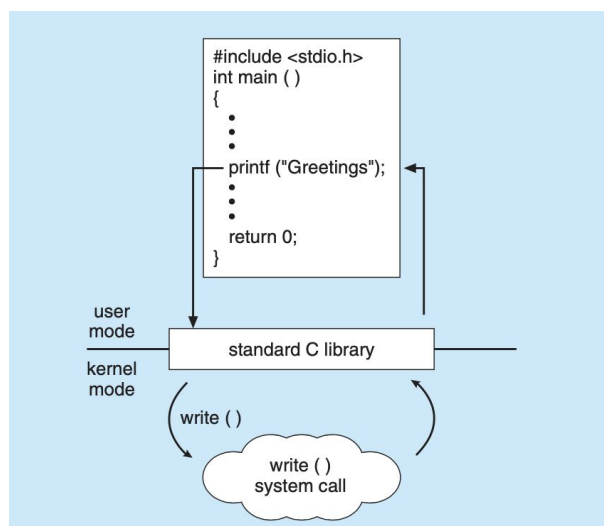 #include <stdio.h>
int main ( )
{
•
•
•
printf ("Greetings");
•
•
•
return 0;
}
user
mode
standard C library
kernel
mode
write ( )
write ( )
system call